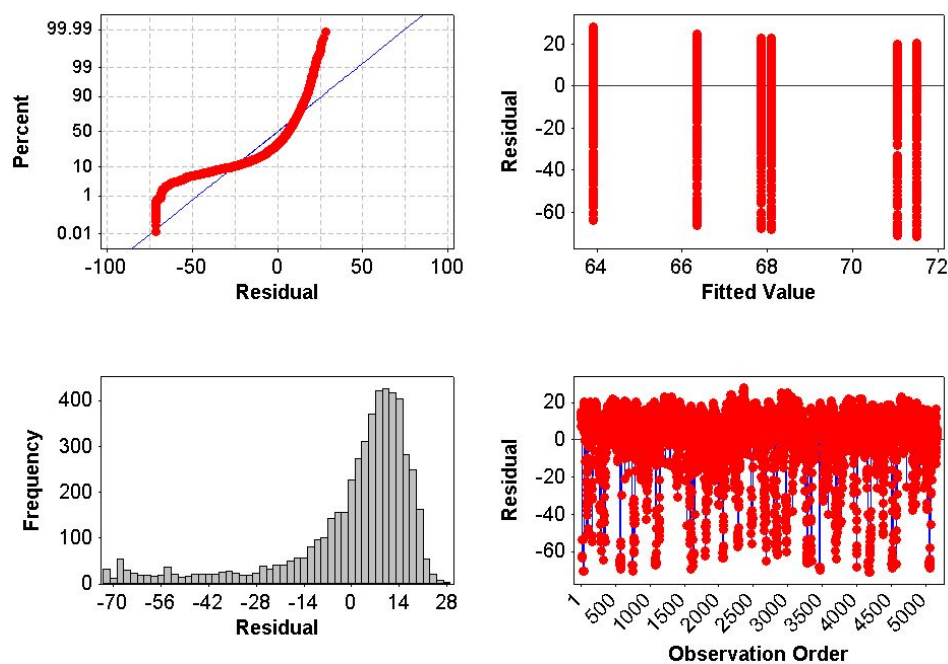 Percent
99.99
99
90
50
10
1
0.01
-100 -50 0 50 100
Residual
Residual
20
0
-20
-40
-60
64 66 68 70 72
Fitted Value
Frequency
400
300
200
100
0
-70 -56 -42 -28 -14 0 14 28
Residual
Residual
20
0
-20
-40
-60
1 500 1000 1500 2000 2500 3000 3500 4000 4500 5000
Observation Order